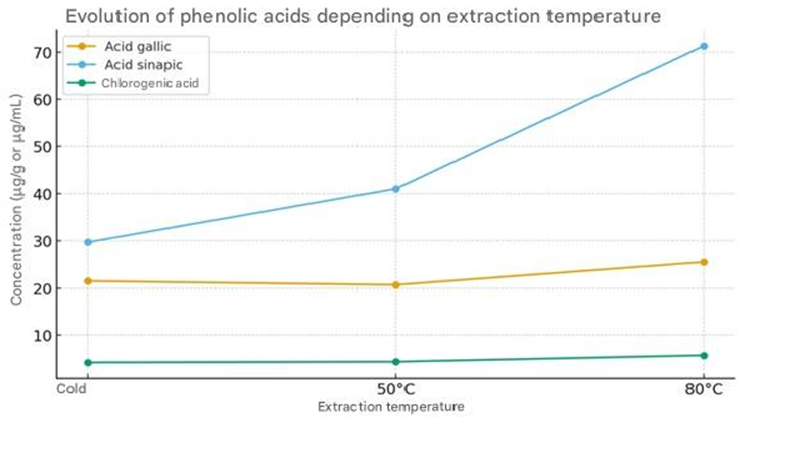 Evolution of phenolic acids depending on extraction temperature
Acid gallic
Acid sinapic
Chlorogenic acid
Concentration (µg/g or µg/mL)
70
60
50
40
30
20
10
Cold
50°C
80°C
Extraction temperature